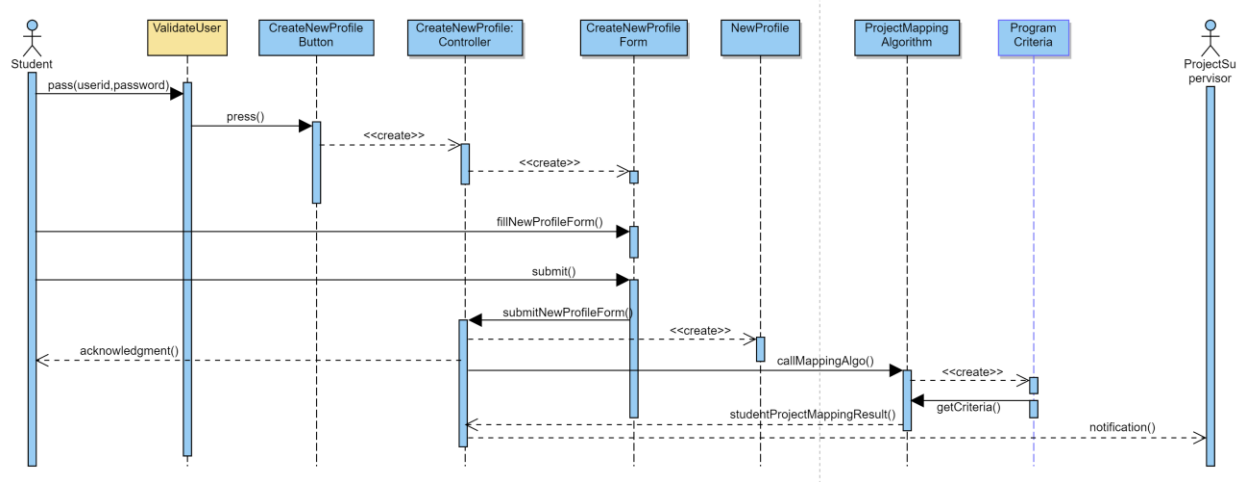 ValidateUser
CreateNewProfile
Button
CreateNewProfile:
Controller
CreateNewProfile
Form
NewProfile
ProjectMapping
Algorithm
Program
Criteria
Student
ProjectSu
pervisor
pass(userid,password)
press()
<<create>>
<<create>>
fillNewProfileForm()
submit()
submitNewProfileForm()
<<create>>
acknowledgment()
callMappingAlgo()
<<create>>
getCriteria()
studentProjectMappingResult()
notification()